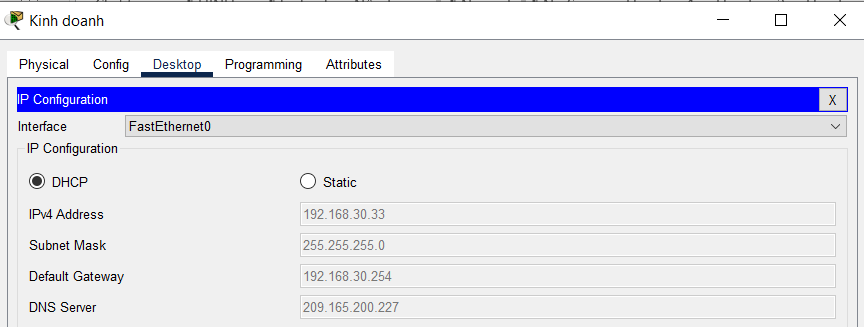 Kinh doanh
Physical Config Desktop Programming Attributes
IP Configuration X
Interface FastEthernet0
IP Configuration
DHCP Static
IPv4 Address 192.168.30.33
Subnet Mask 255.255.255.0
Default Gateway 192.168.30.254
DNS Server 209.165.200.227